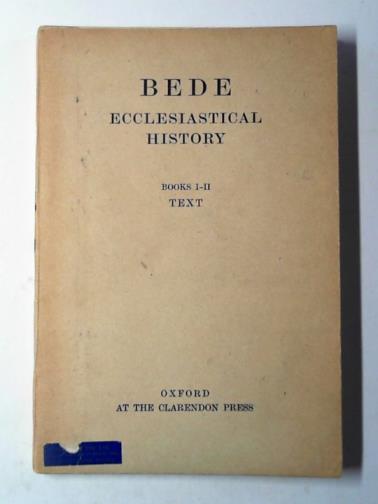 BEDE
ECCLESIASTICAL
HISTORY
BOOKS I-II
TEXT
OXFORD
AT THE CLARENDON PRESS